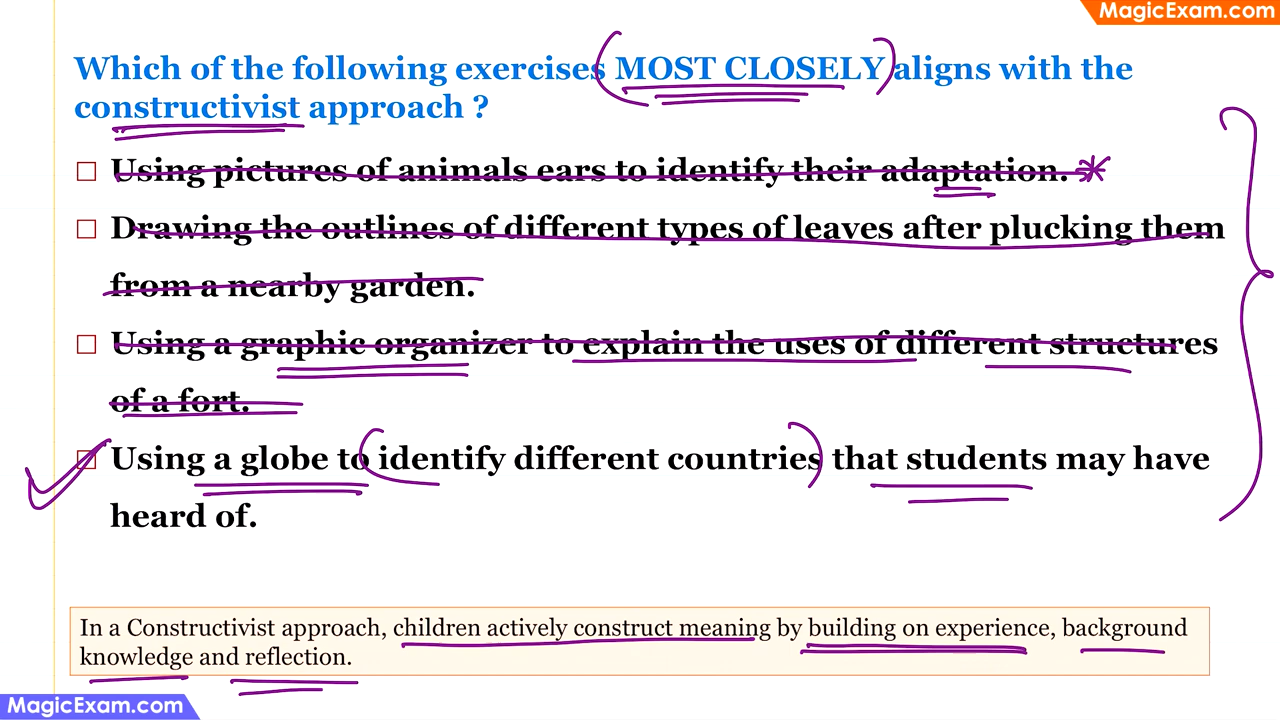 MagicExam.com
Which of the following exercises MOST CLOSELY aligns with the
constructivist approach ?
Using pictures of animals ears to identify their adaptation.
Drawing the outlines of different types of leaves after plucking them
from a nearby garden.
Using a graphic organizer to explain the uses of different structures
of a fort.
Using a globe to identify different countries that students may have
heard of.
In a Constructivist approach, children actively construct meaning by building on experience, background
knowledge and reflection.
MagicExam.com